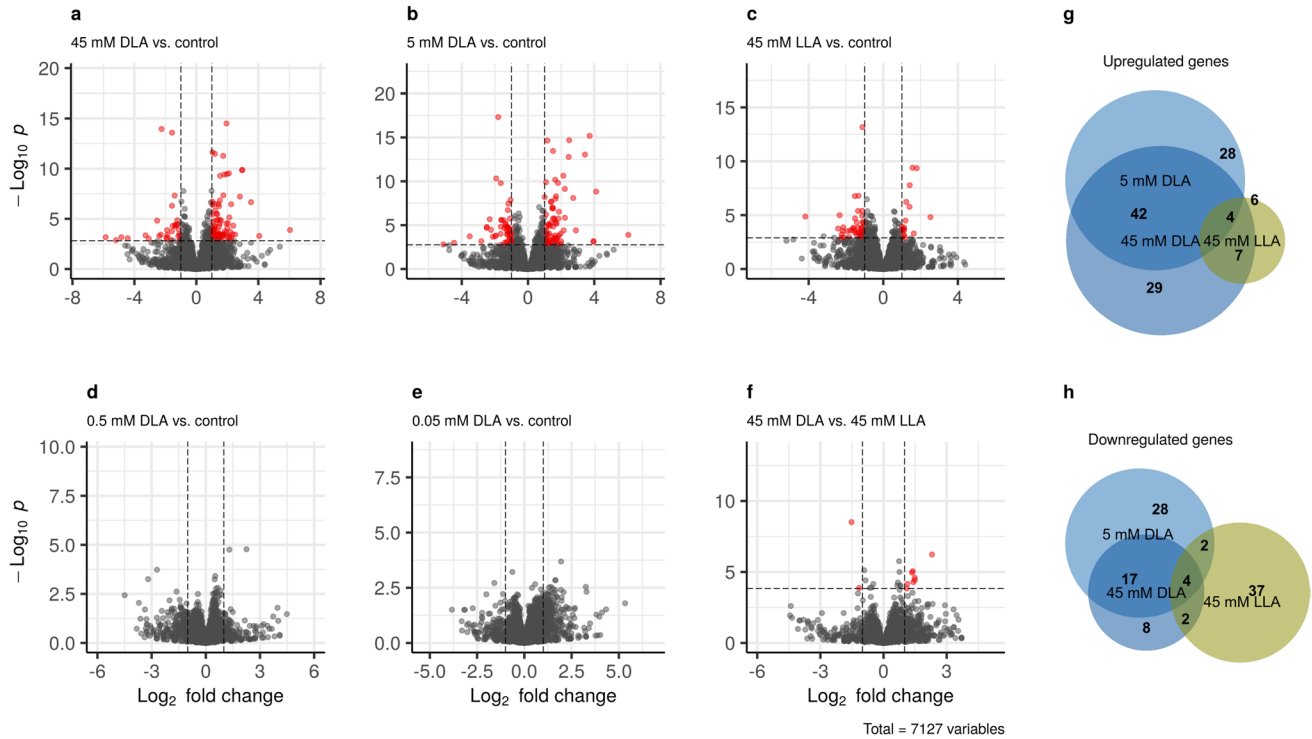 a
45 mM DLA vs. control
20
15
10
5
0
-8
-4
0
4
8
− Log10 p
b
5 mM DLA vs. control
20
15
10
5
0
-8
-4
0
4
8
c
45 mM LLA vs. control
15
10
5
0
-4
0
4
g
Upregulated genes
28
5 mM DLA
6
42
4
45 mM DLA
45 mM LLA
7
29
d
0.5 mM DLA vs. control
10.0
7.5
5.0
2.5
0.0
-6
-3
0
3
6
− Log10 p
Log2 fold change
e
0.05 mM DLA vs. control
7.5
5.0
2.5
0.0
-5.0
-2.5
0.0
2.5
5.0
Log2 fold change
f
45 mM DLA vs. 45 mM LLA
10
5
0
-6
-3
0
3
Log2 fold change
Total = 7127 variables
h
Downregulated genes
28
5 mM DLA
2
17
4
37
45 mM DLA
45 mM LLA
2
8